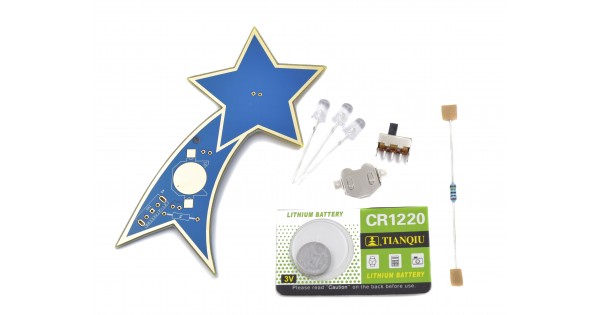 LITHIUM BATTERY
CR1220
TIANQIU
LITHIUM BATTERY
3V
Please read "Caution" on the back before use.